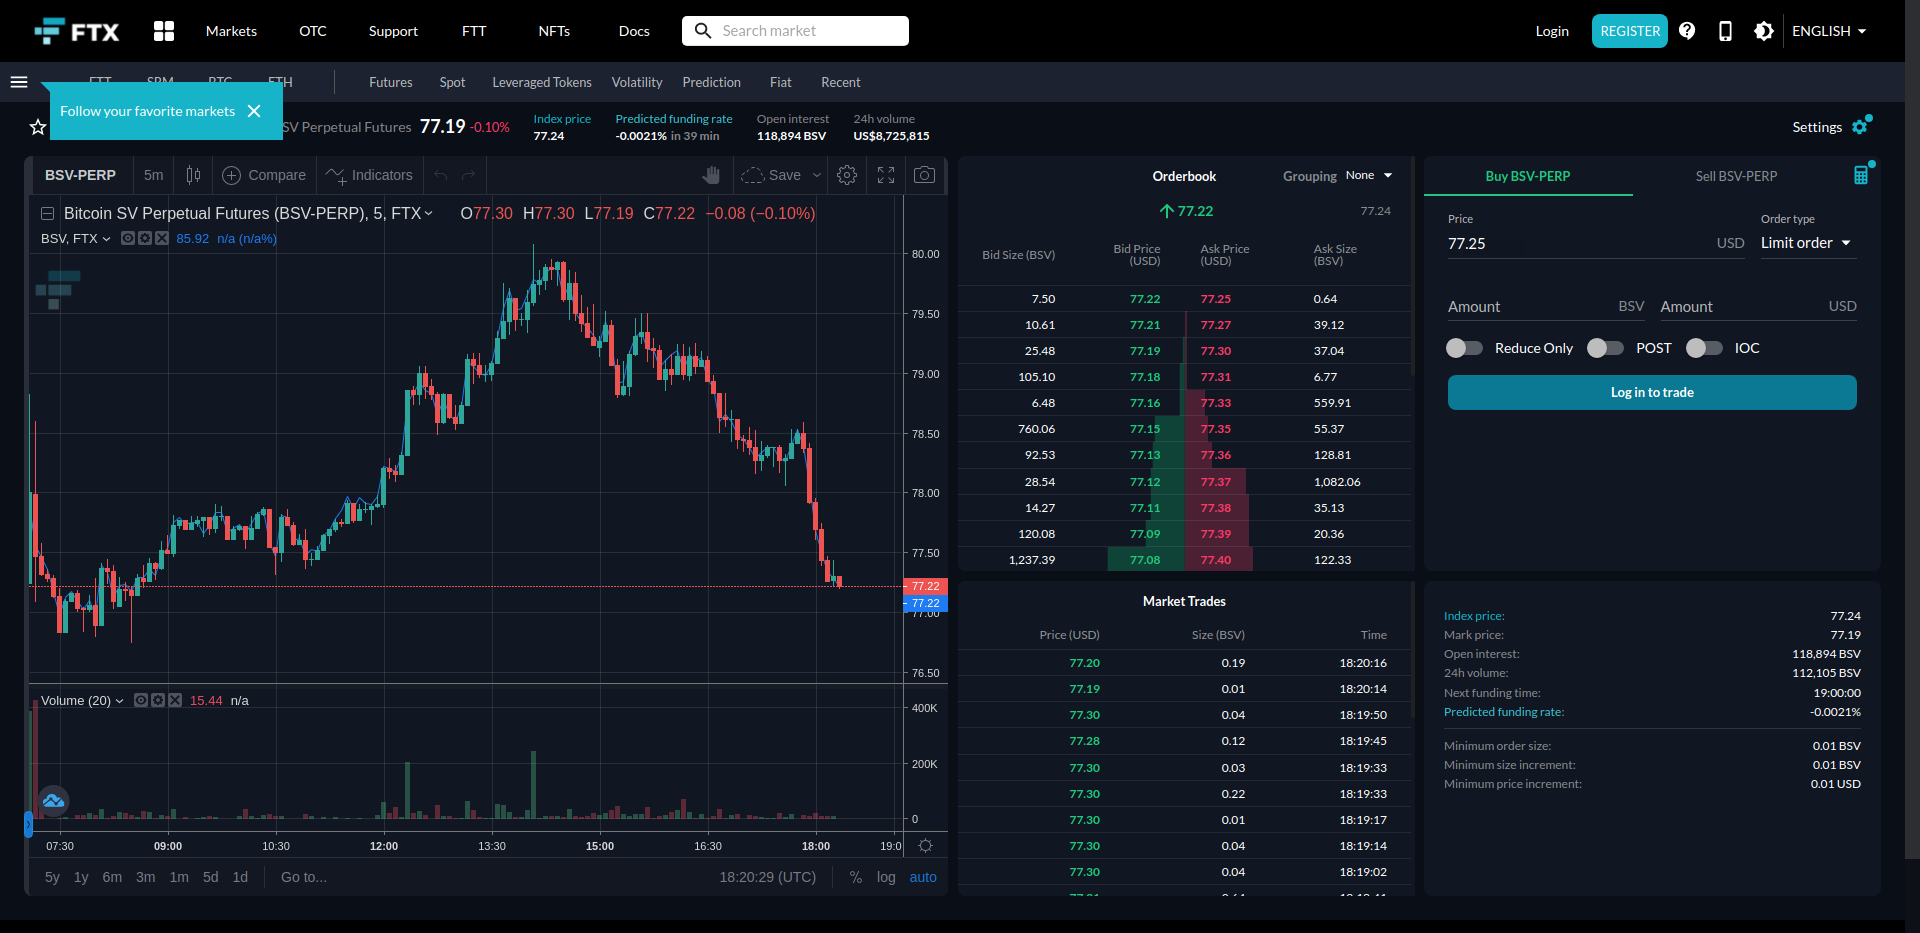 FTX
Markets
OTC
Support
FTT
NFTs
Docs
Search market
Login
REGISTER
ENGLISH
FTT SRM BTC ETH
Futures
Spot
Leveraged Tokens
Volatility
Prediction
Fiat
Recent
Follow your favorite markets
SV Perpetual Futures
77.19 -0.10%
Index price
77.24
Predicted funding rate
-0.0021% in 39 min
Open interest
118,894 BSV
24h volume
US$8,725,815
Settings
BSV-PERP
5m
Compare
Indicators
Save
Bitcoin SV Perpetual Futures (BSV-PERP), 5, FTX
O77.30 H77.30 L77.19 C77.22 −0.08 (−0.10%)
BSV, FTX
85.92 n/a (n/a%)
80.00
79.50
79.00
78.50
78.00
77.50
77.22
77.22
77.00
76.50
Volume (20)
15.44 n/a
400K
200K
0
07:30 09:00 10:30 12:00 13:30 15:00 16:30 18:00 19:0
5y 1y 6m 3m 1m 5d 1d
Go to...
18:20:29 (UTC)
% log auto
Orderbook
Grouping None
77.22
77.24
Bid Size (BSV)
Bid Price (USD)
Ask Price (USD)
Ask Size (BSV)
7.50 77.22 77.25 0.64
10.61 77.21 77.27 39.12
25.48 77.19 77.30 37.04
105.10 77.18 77.31 6.77
6.48 77.16 77.33 559.91
760.06 77.15 77.35 55.37
92.53 77.13 77.36 128.81
28.54 77.12 77.37 1,082.06
14.27 77.11 77.38 35.13
120.08 77.09 77.39 20.36
1,237.39 77.08 77.40 122.33
Market Trades
Price (USD) Size (BSV) Time
77.20 0.19 18:20:16
77.19 0.01 18:20:14
77.30 0.04 18:19:50
77.28 0.12 18:19:45
77.30 0.03 18:19:33
77.30 0.22 18:19:33
77.30 0.01 18:19:17
77.30 0.04 18:19:14
77.30 0.04 18:19:02
Buy BSV-PERP
Sell BSV-PERP
Price
77.25 USD
Order type
Limit order
Amount BSV
Amount USD
Reduce Only
POST
IOC
Log in to trade
Index price: 77.24
Mark price: 77.19
Open interest: 118,894 BSV
24h volume: 112,105 BSV
Next funding time: 19:00:00
Predicted funding rate: -0.0021%
Minimum order size: 0.01 BSV
Minimum size increment: 0.01 BSV
Minimum price increment: 0.01 USD